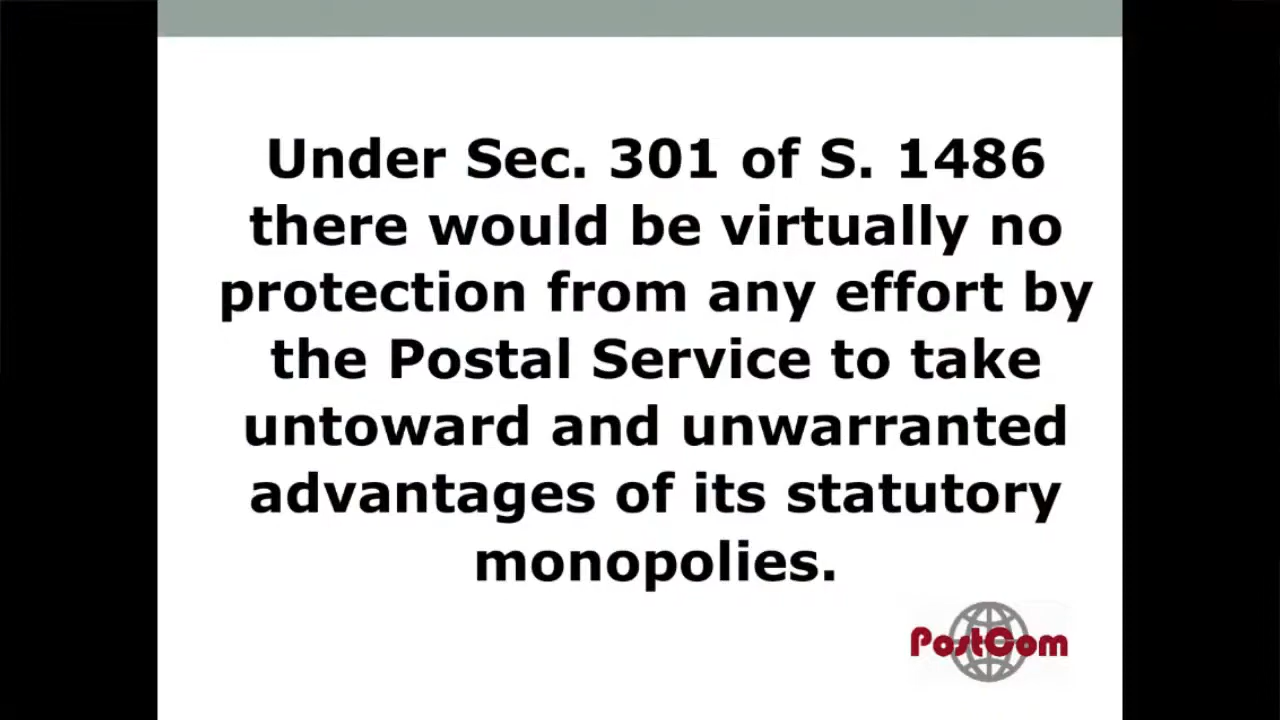 Under Sec. 301 of S. 1486
there would be virtually no
protection from any effort by
the Postal Service to take
untoward and unwarranted
advantages of its statutory
monopolies.
PostCom